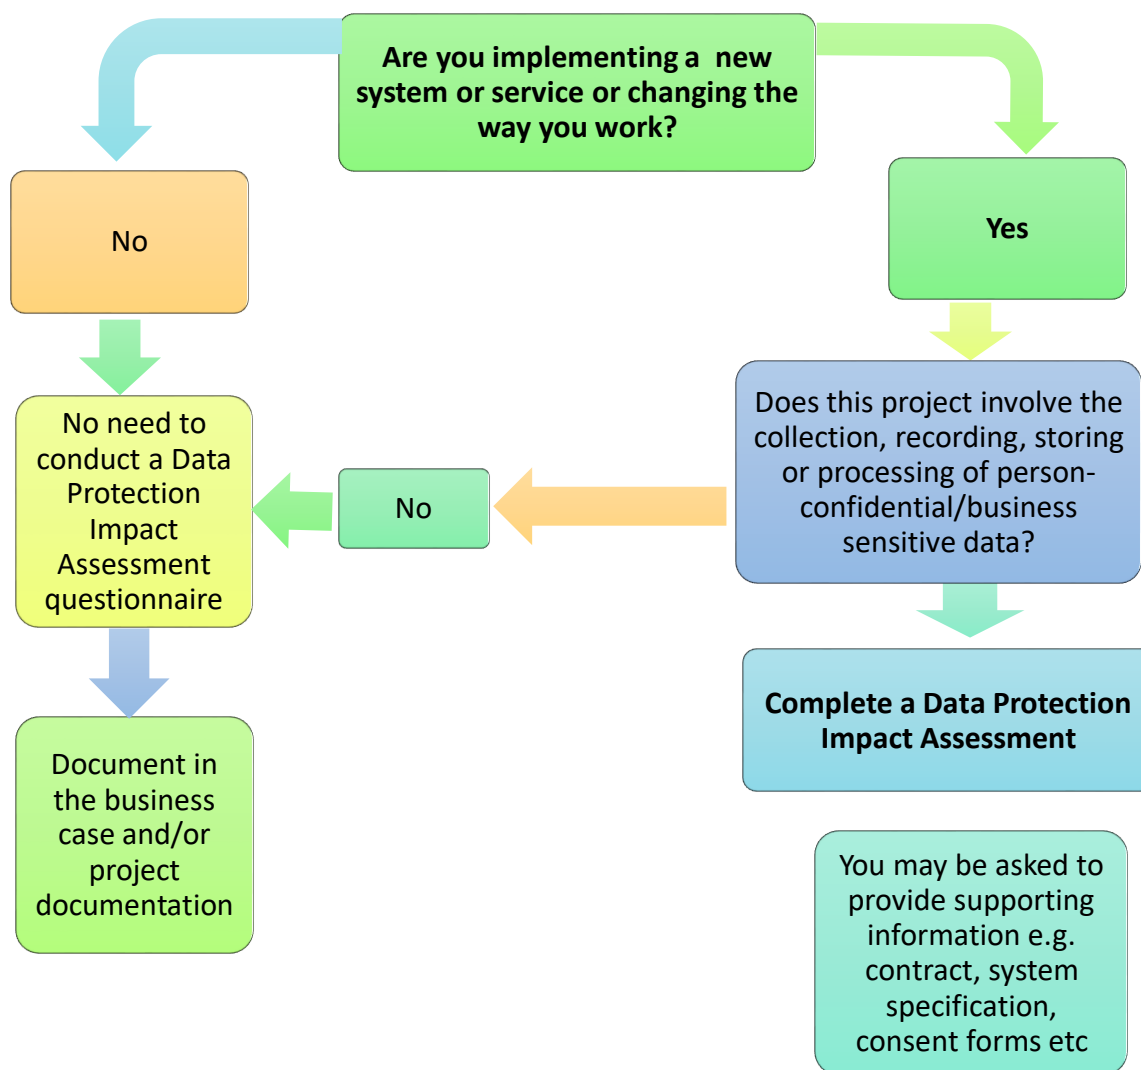 Are you implementing a  new
system or service or changing the
way you work?
No
Yes
No need to
conduct a Data
Protection
Impact
Assessment
questionnaire
No
Does this project involve the
collection, recording, storing
or processing of person-
confidential/business
sensitive data?
Complete a Data Protection
Impact Assessment
Document in
the business
case and/or
project
documentation
You may be asked to
provide supporting
information e.g.
contract, system
specification,
consent forms etc